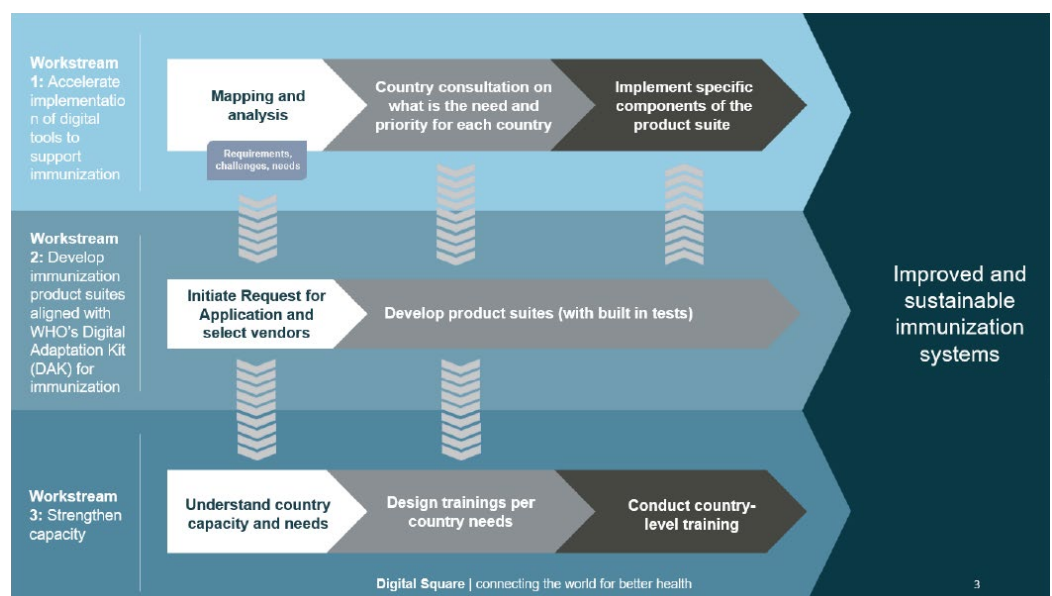 Workstream
1: Accelerate
implementatio
n of digital
tools to
support
immunization
Mapping and
analysis
Requirements,
challenges, needs
Country consultation on
what is the need and
priority for each country
Implement specific
components of the
product suite
Workstream
2: Develop
immunization
product suites
aligned with
WHO's Digital
Adaptation Kit
(DAK) for
immunization
Initiate Request for
Application and
select vendors
Develop product suites (with built in tests)
Workstream
3: Strengthen
capacity
Understand country
capacity and needs
Design trainings per
country needs
Conduct country-
level training
Improved and
sustainable
immunization
systems
Digital Square | connecting the world for better health
3